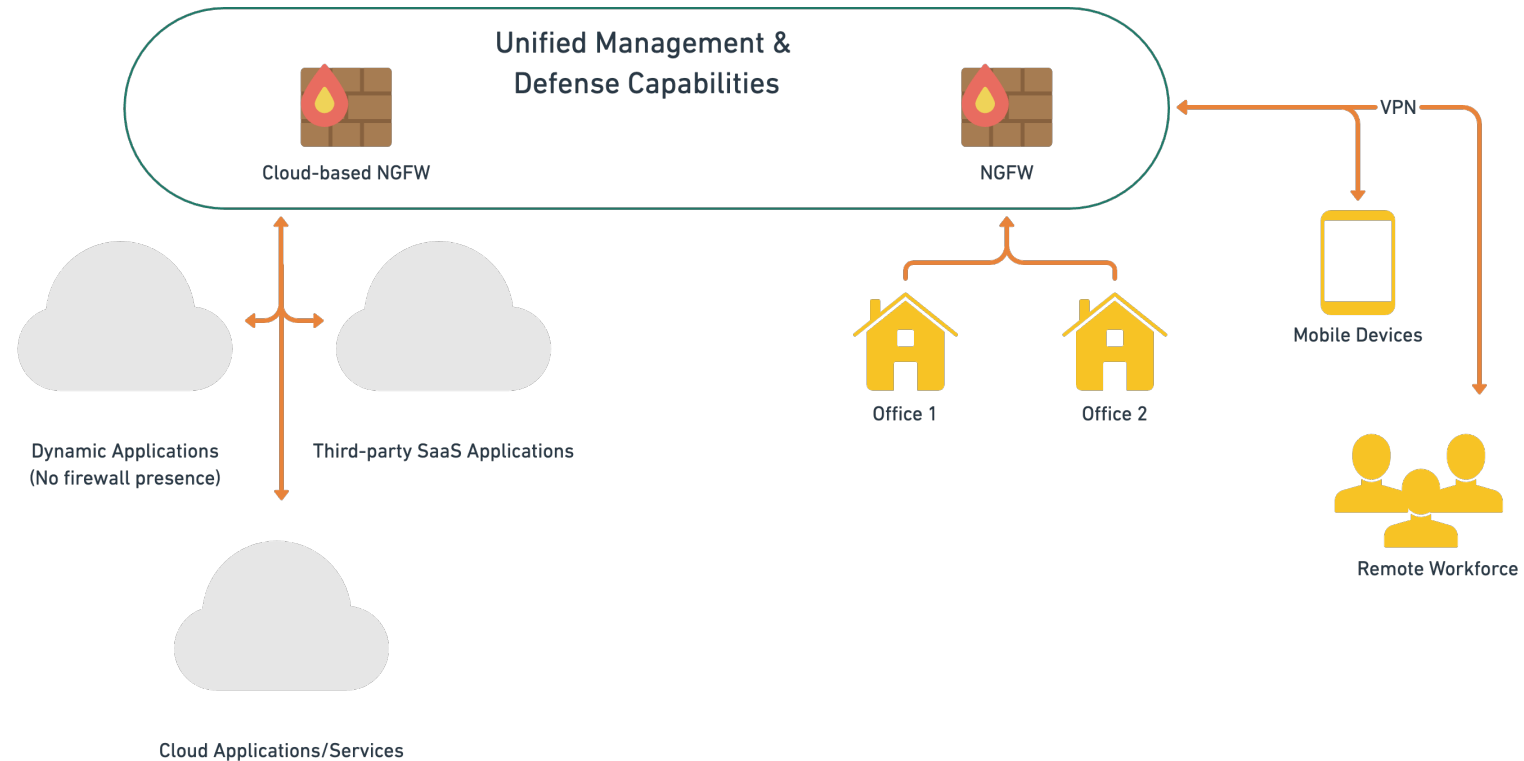 Unified Management &
Defense Capabilities
Cloud-based NGFW
NGFW
VPN
Mobile Devices
Office 1
Office 2
Dynamic Applications
(No firewall presence)
Third-party SaaS Applications
Remote Workforce
Cloud Applications/Services